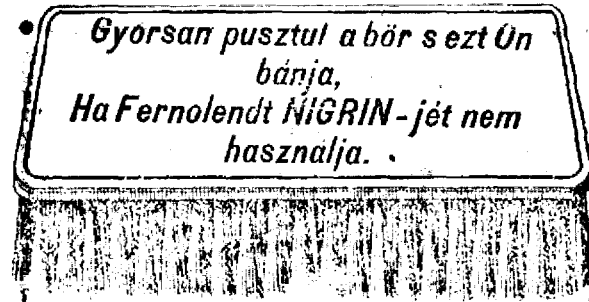 Gyorsan pusztul a bőr s ezt Ön
bánja,
Ha Fernolendt NIGRIN-jét nem
használja.